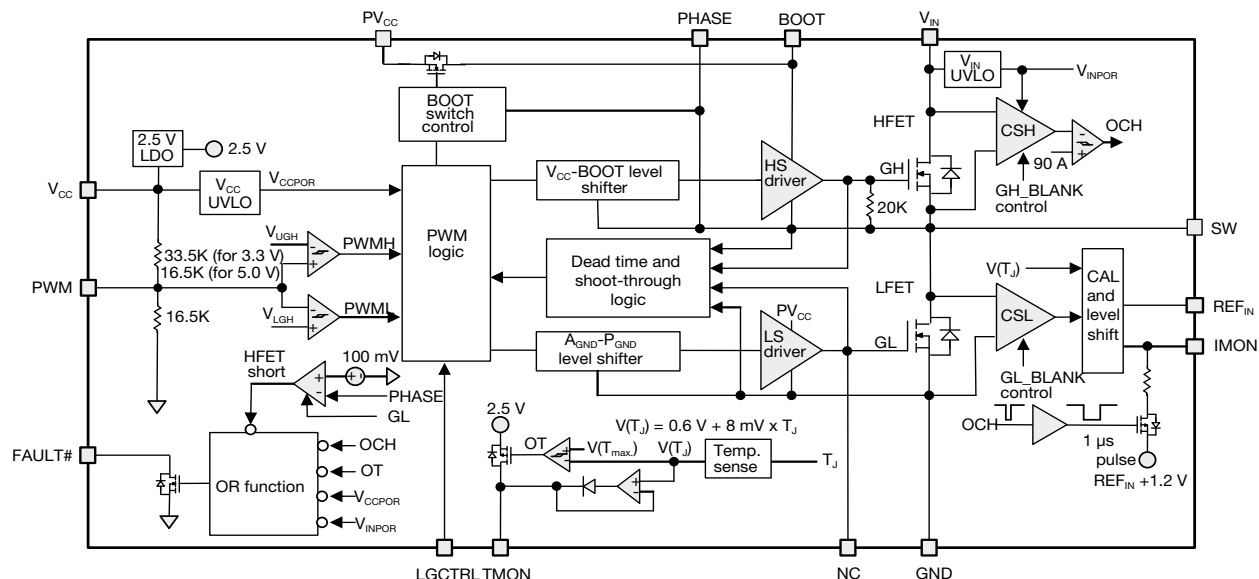 PVCC
PHASE
BOOT
VIN
VIN
UVLO
VINPOR
BOOT
switch
control
HFET
CSH
OCH
90 A
2.5 V
LDO
2.5 V
VCC
VCC
UVLO
VCCPOR
VCC-BOOT level
shifter
HS
driver
GH
20K
GH_BLANK
control
SW
VUGH
PWMH
33.5K (for 3.3 V)
16.5K (for 5.0 V)
PWM
logic
Dead time and
shoot-through
logic
V(TJ)
CAL
and
level
shift
PWM
LFET
REFIN
16.5K
VLGH
PWML
PVCC
CSL
AGND-PGND
level shifter
LS
driver
GL
IMON
HFET
short
100 mV
PHASE
GL
GL_BLANK
control
2.5 V
V(TJ) = 0.6 V + 8 mV x TJ
OCH
1 µs
pulse
REFIN +1.2 V
OT
V(Tmax.)
V(TJ)
Temp.
sense
TJ
FAULT#
OR function
OCH
OT
VCCPOR
VINPOR
LGCTRL
TMON
NC
GND